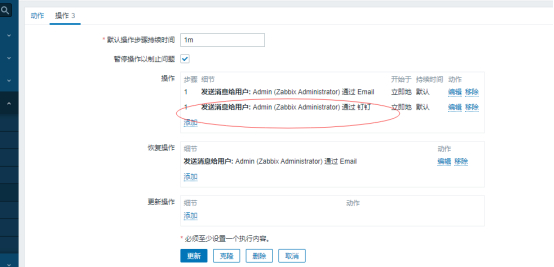 动作 操作 3
* 默认操作步骤持续时间 1m
暂停操作以制止问题
操作 步骤 细节 开始于 持续时间 动作
1 发送消息给用户: Admin (Zabbix Administrator) 通过 Email 立即地 默认 编辑 移除
1 发送消息给用户: Admin (Zabbix Administrator) 通过 钉钉 立即地 默认 编辑 移除
添加
恢复操作 细节 动作
发送消息给用户: Admin (Zabbix Administrator) 通过 Email 编辑 移除
添加
更新操作 细节 动作
添加
* 必须至少设置一个执行内容。
更新 克隆 删除 取消